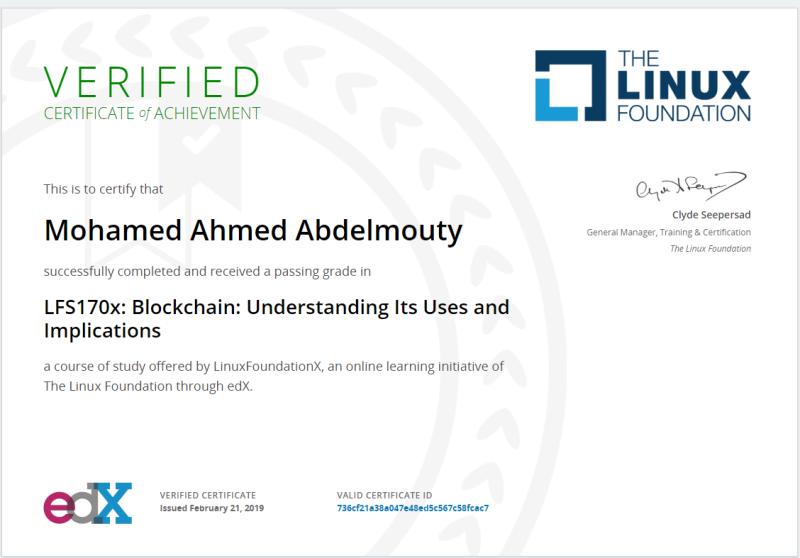 VERIFIED
CERTIFICATE of ACHIEVEMENT
THE
LINUX
FOUNDATION
This is to certify that
Mohamed Ahmed Abdelmouty
successfully completed and received a passing grade in
LFS170x: Blockchain: Understanding Its Uses and
Implications
a course of study offered by LinuxFoundationX, an online learning initiative of
The Linux Foundation through edX.
Clyde Seepersad
General Manager, Training & Certification
The Linux Foundation
edX
VERIFIED CERTIFICATE
Issued February 21, 2019
VALID CERTIFICATE ID
736cf21a38a047e48ed5c567c58fcac7